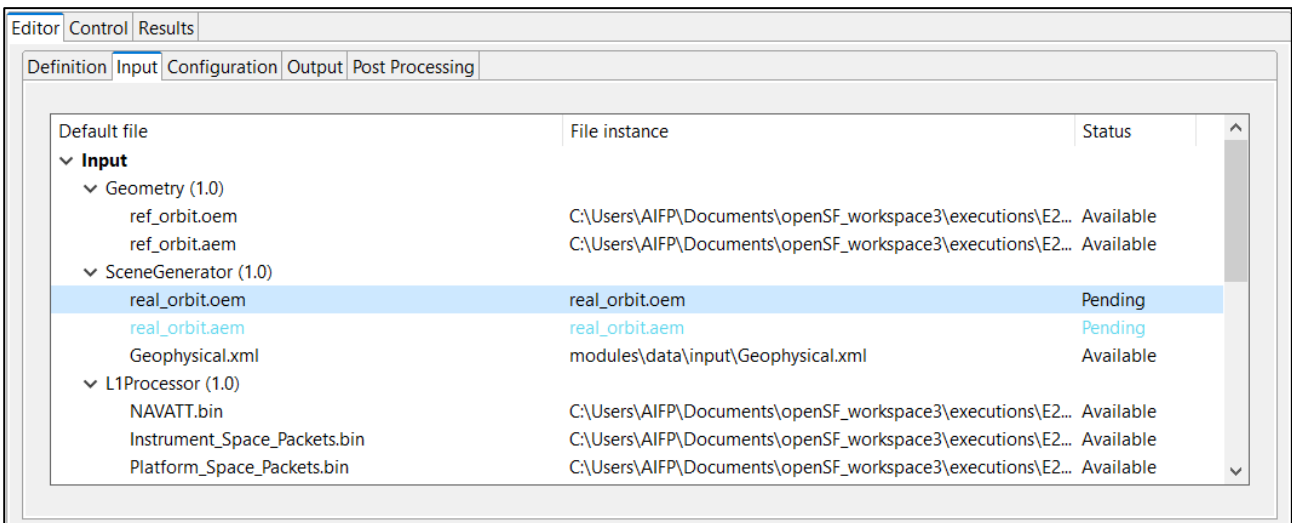 Editor Control Results
Definition Input Configuration Output Post Processing
Default file File instance Status
Input
Geometry (1.0)
ref_orbit.oem C:\Users\AIFP\Documents\openSF_workspace3\executions\E2... Available
ref_orbit.aem C:\Users\AIFP\Documents\openSF_workspace3\executions\E2... Available
SceneGenerator (1.0)
real_orbit.oem real_orbit.oem Pending
real_orbit.aem real_orbit.aem Pending
Geophysical.xml modules\data\input\Geophysical.xml Available
L1Processor (1.0)
NAVATT.bin C:\Users\AIFP\Documents\openSF_workspace3\executions\E2... Available
Instrument_Space_Packets.bin C:\Users\AIFP\Documents\openSF_workspace3\executions\E2... Available
Platform_Space_Packets.bin C:\Users\AIFP\Documents\openSF_workspace3\executions\E2... Available